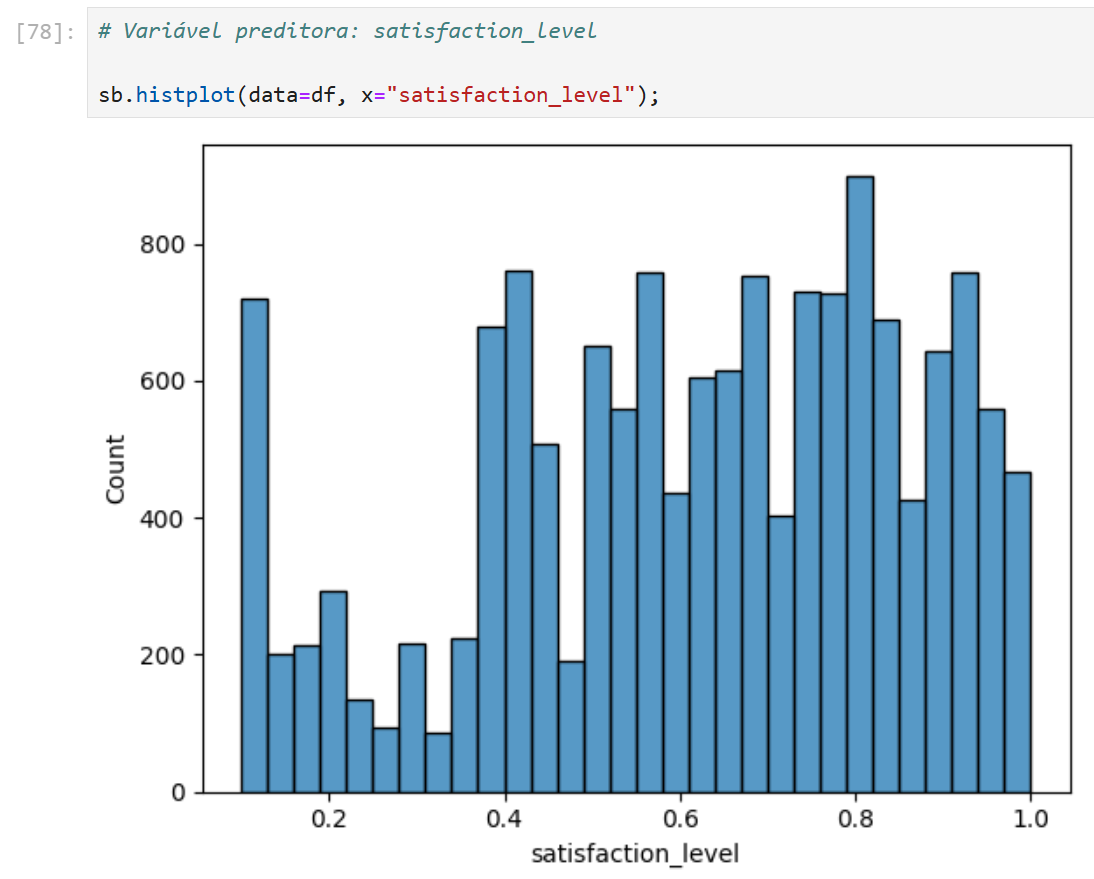 [78]:
# Variável preditora: satisfaction_level
sb.histplot(data=df, x="satisfaction_level");
800
600
400
200
0
Count
0.2 0.4 0.6 0.8 1.0
satisfaction_level